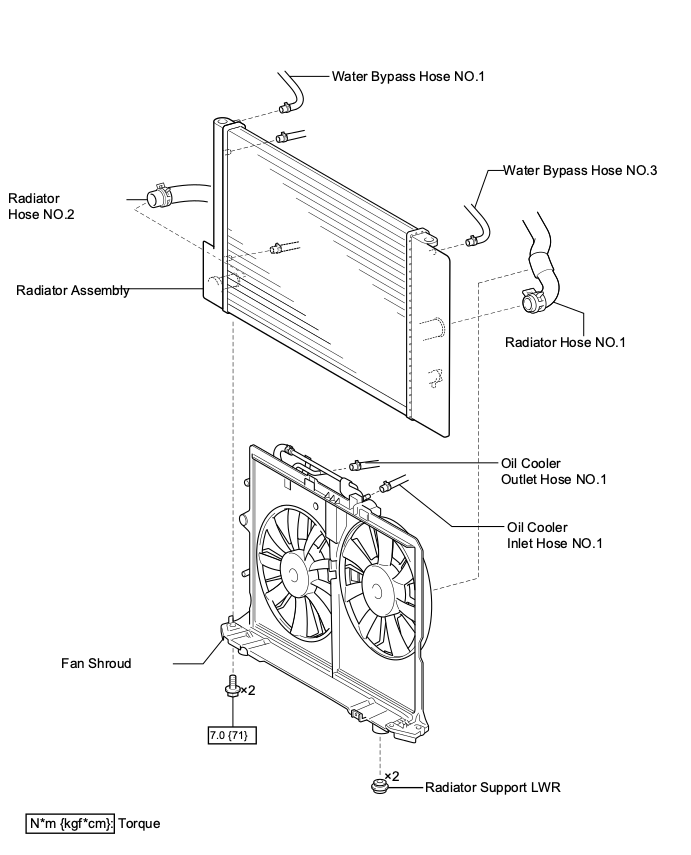 Water Bypass Hose NO.1
Water Bypass Hose NO.3
Radiator
Hose NO.2
Radiator Assembly
Radiator Hose NO.1
Oil Cooler
Outlet Hose NO.1
Oil Cooler
Inlet Hose NO.1
Fan Shroud
×2
7.0 {71}
×2
Radiator Support LWR
N*m {kgf*cm}: Torque